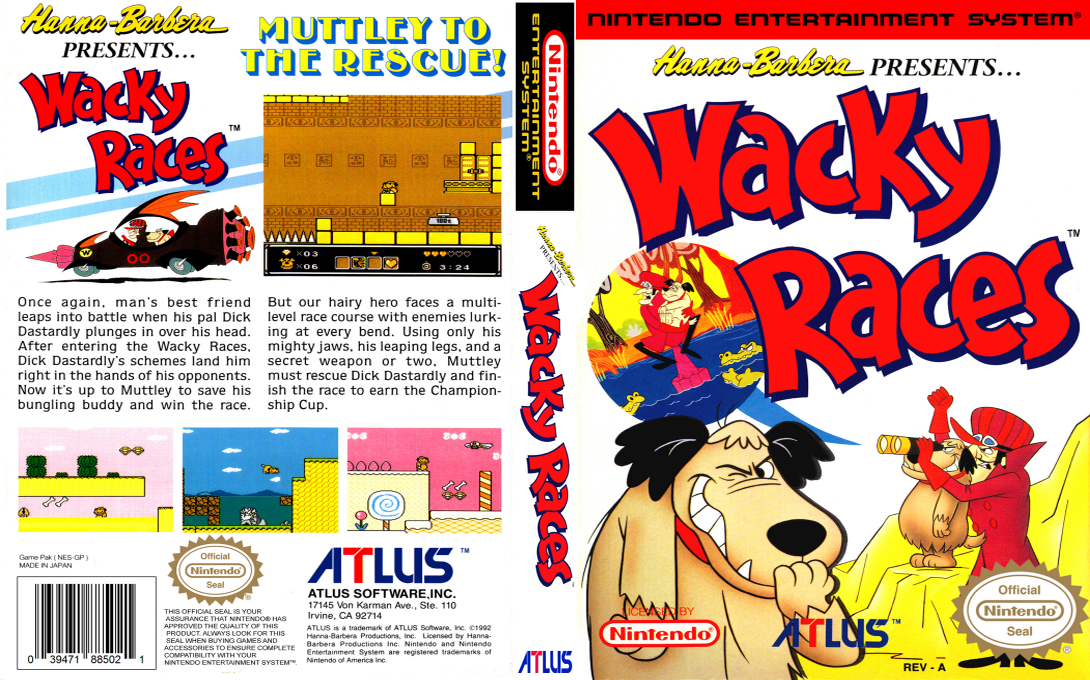 Hanna-Barbera
PRESENTS...
Wacky
Races™
MUTTLEY TO
THE RESCUE!
100t
×03
×06
3:24
Once again, man's best friend
leaps into battle when his pal Dick
Dastardly plunges in over his head.
After entering the Wacky Races,
Dick Dastardly's schemes land him
right in the hands of his opponents.
Now it's up to Muttley to save his
bungling buddy and win the race.
But our hairy hero faces a multi-
level race course with enemies lurk-
ing at every bend. Using only his
mighty jaws, his leaping legs, and a
secret weapon or two, Muttley
must rescue Dick Dastardly and fin-
ish the race to earn the Champion-
ship Cup.
Game Pak ( NES-GP )
MADE IN JAPAN
0 39471 88502 1
Official
Nintendo®
Seal
THIS OFFICIAL SEAL IS YOUR
ASSURANCE THAT NINTENDO® HAS
APPROVED THE QUALITY OF THIS
PRODUCT. ALWAYS LOOK FOR THIS
SEAL WHEN BUYING GAMES AND
ACCESSORIES TO ENSURE COMPLETE
COMPATIBILITY WITH YOUR
NINTENDO ENTERTAINMENT SYSTEM™.
ATLUS™
ATLUS SOFTWARE,INC.
17145 Von Karman Ave., Ste. 110
Irvine, CA 92714
ATLUS is a trademark of ATLUS Software, Inc. ©1992
Hanna-Barbera Productions, Inc. Licensed by Hanna-
Barbera Productions Inc. Nintendo and Nintendo
Entertainment System are registered trademarks of
Nintendo of America Inc.
Nintendo®
ENTERTAINMENT
SYSTEM®
Hanna-Barbera
PRESENTS...
Wacky Races
ATLUS
NINTENDO ENTERTAINMENT SYSTEM®
Hanna-Barbera PRESENTS...
Wacky
Races™
LICENSED BY
Nintendo®
ATLUS™
REV - A
Official
Nintendo®
Seal
®